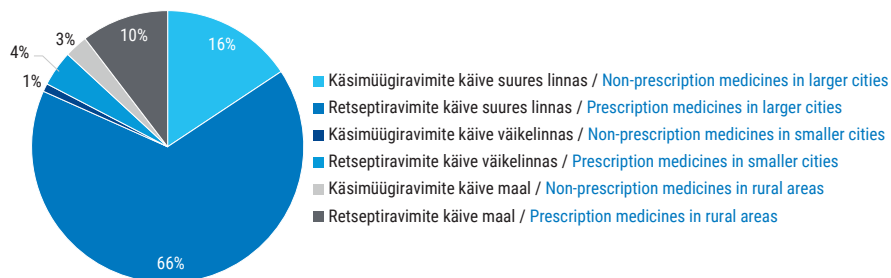 3%
10%
16%
4%
1%
66%
Käsimüügiravimite käive suures linnas / Non-prescription medicines in larger cities
Retseptiravimite käive suures linnas / Prescription medicines in larger cities
Käsimüügiravimite käive väikelinnas / Non-prescription medicines in smaller cities
Retseptiravimite käive väikelinnas / Prescription medicines in smaller cities
Käsimüügiravimite käive maal / Non-prescription medicines in rural areas
Retseptiravimite käive maal / Prescription medicines in rural areas